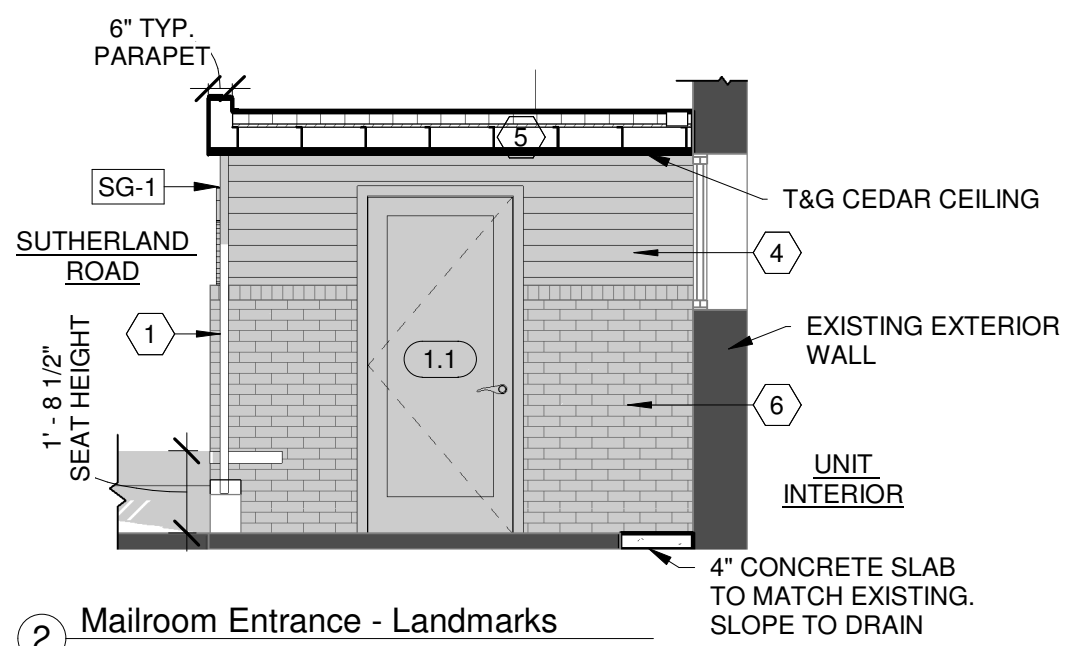 6" TYP.
PARAPET
5
SG-1
T&G CEDAR CEILING
SUTHERLAND
ROAD
4
1
EXISTING EXTERIOR
WALL
1.1
1' - 8 1/2"
SEAT HEIGHT
6
UNIT
INTERIOR
4" CONCRETE SLAB
TO MATCH EXISTING.
SLOPE TO DRAIN
2
Mailroom Entrance - Landmarks